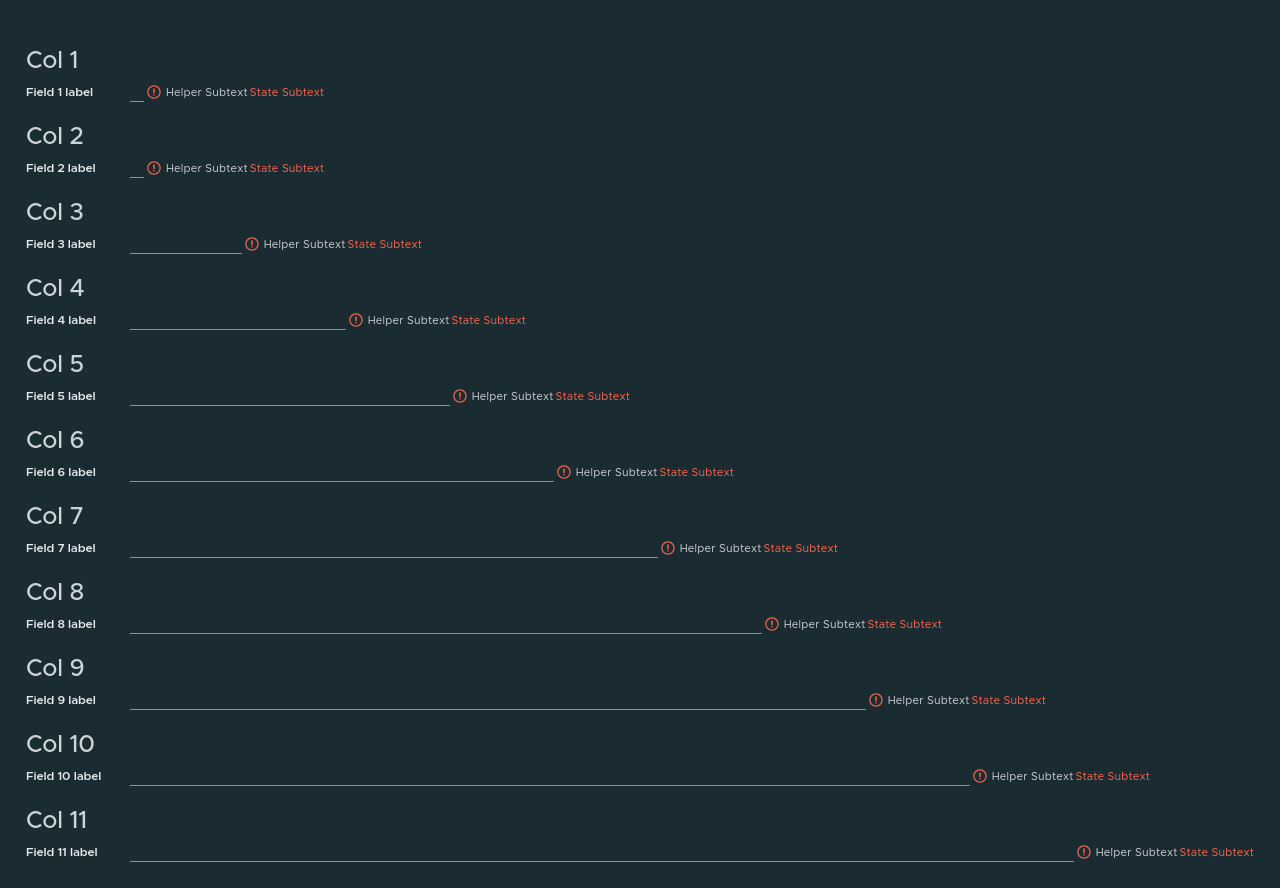 Col 1
Field 1 label Helper Subtext State Subtext
Col 2
Field 2 label Helper Subtext State Subtext
Col 3
Field 3 label Helper Subtext State Subtext
Col 4
Field 4 label Helper Subtext State Subtext
Col 5
Field 5 label Helper Subtext State Subtext
Col 6
Field 6 label Helper Subtext State Subtext
Col 7
Field 7 label Helper Subtext State Subtext
Col 8
Field 8 label Helper Subtext State Subtext
Col 9
Field 9 label Helper Subtext State Subtext
Col 10
Field 10 label Helper Subtext State Subtext
Col 11
Field 11 label Helper Subtext State Subtext